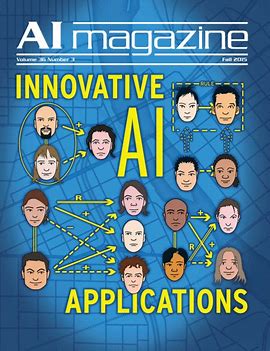 AI magazine
Volume 36 Number 3 Fall 2015
INNOVATIVE
RULE
AI
R
+
-
+
R
+
-
+
APPLICATIONS